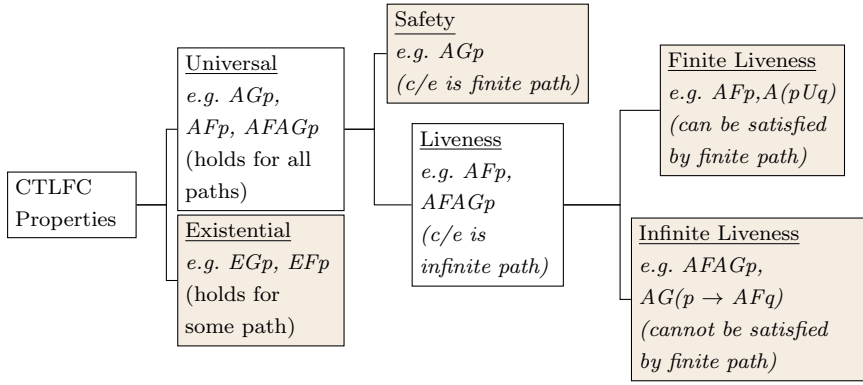 CTLFC
Properties
Universal
e.g. AGp,
AFp, AFAGp
(holds for all
paths)
Existential
e.g. EGp, EFp
(holds for
some path)
Safety
e.g. AGp
(c/e is finite path)
Liveness
e.g. AFp,
AFAGp
(c/e is
infinite path)
Finite Liveness
e.g. AFp,A(pUq)
(can be satisfied
by finite path)
Infinite Liveness
e.g. AFAGp,
AG(p → AFq)
(cannot be satisfied
by finite path)